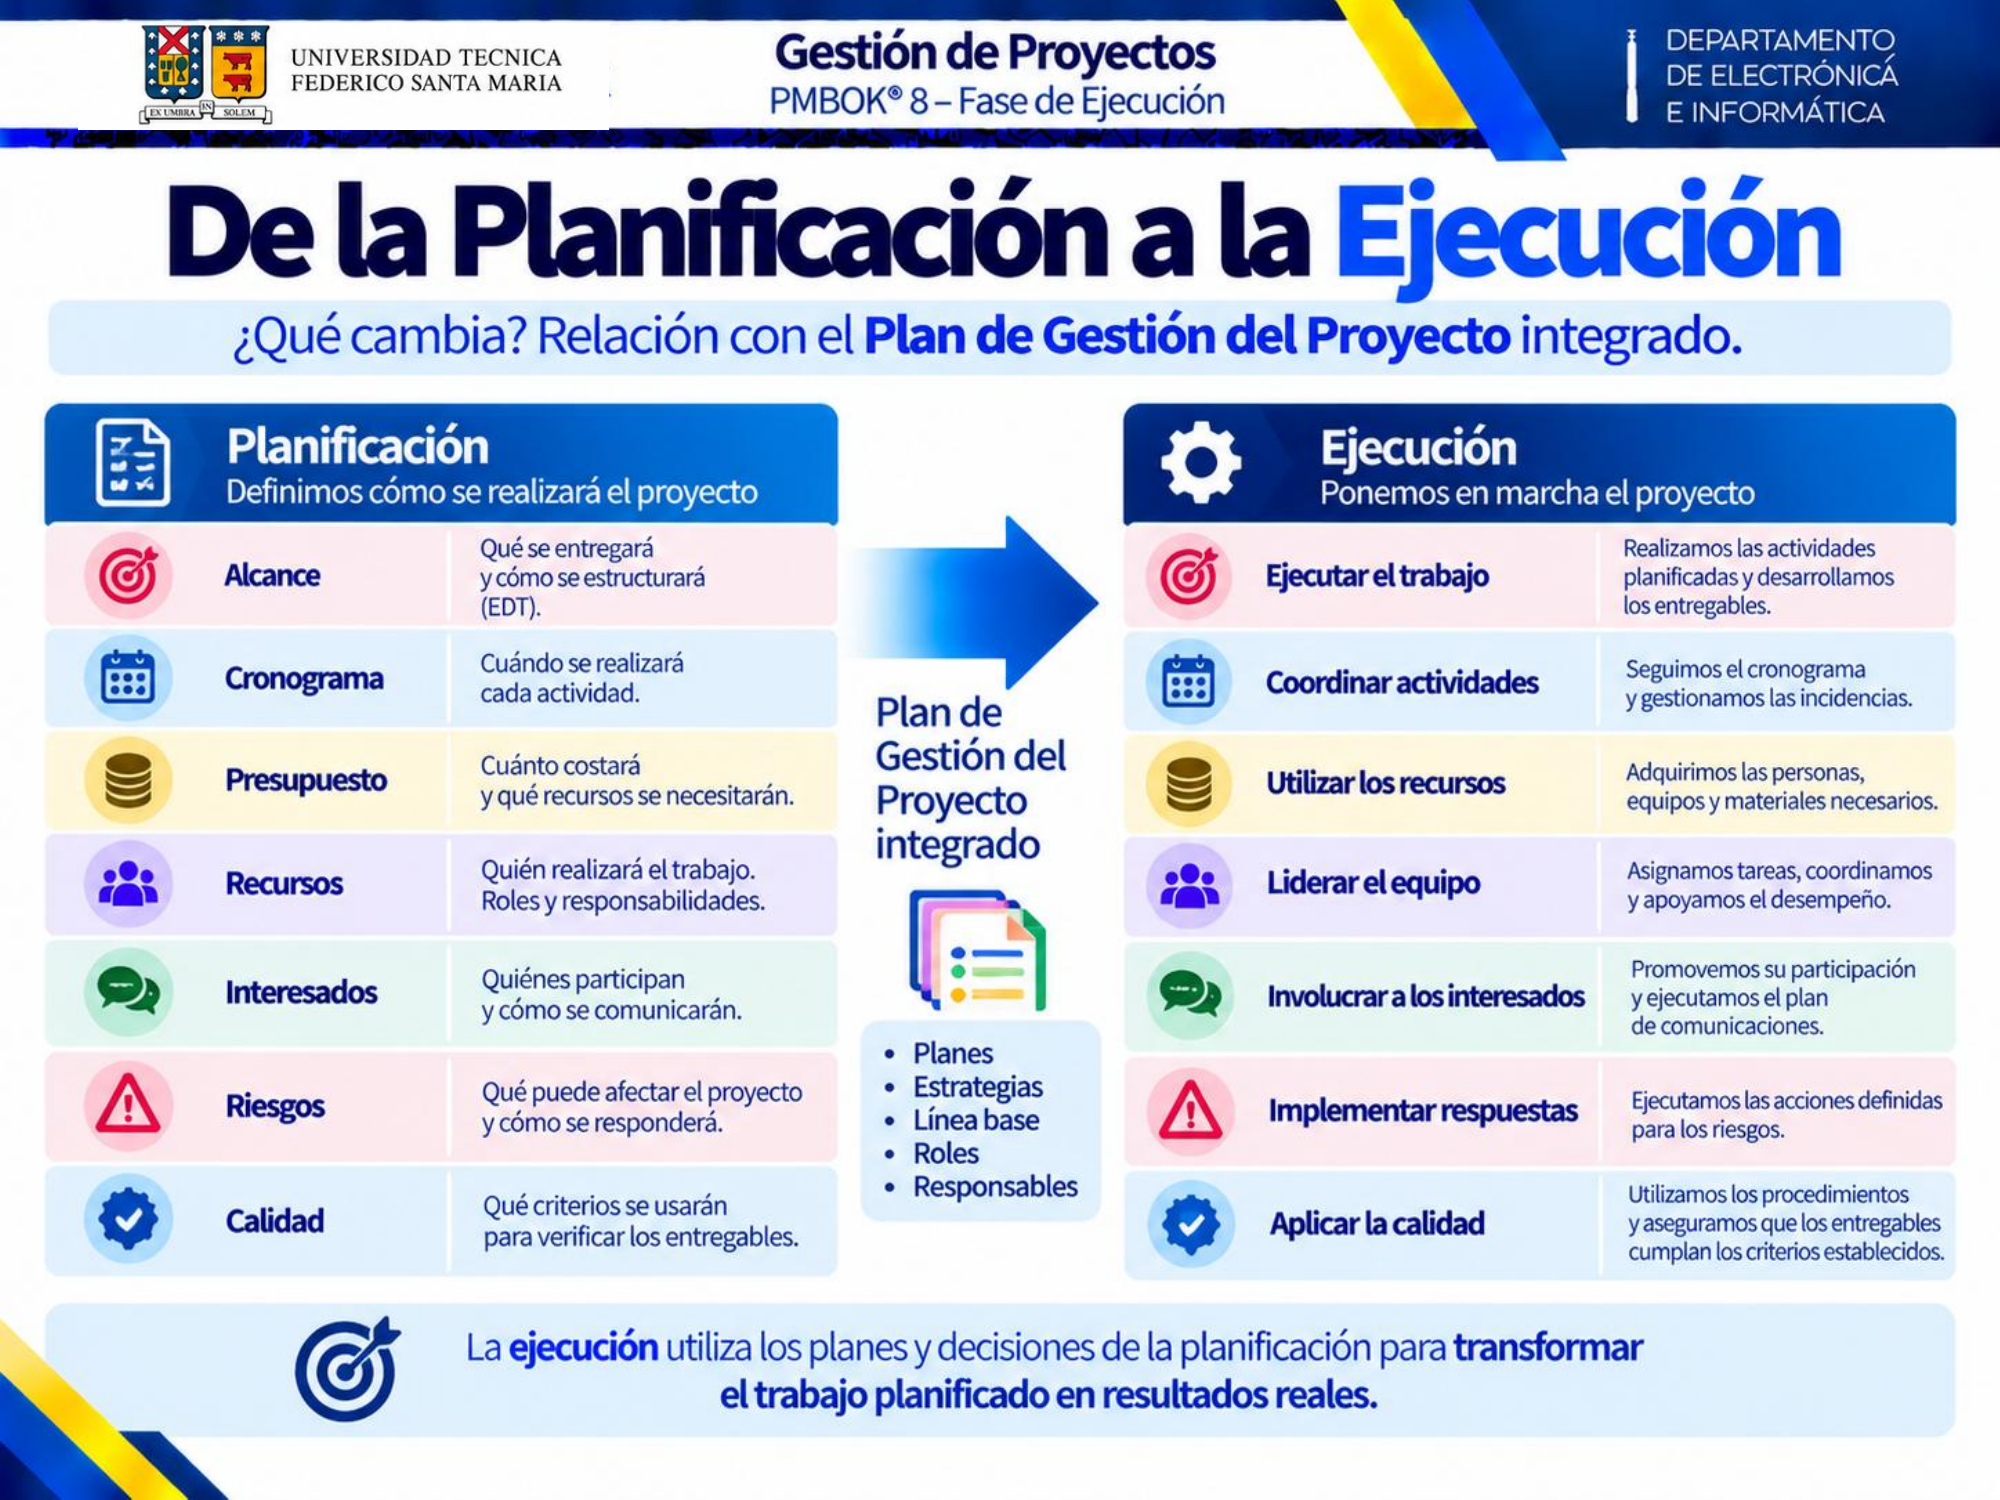 UNIVERSIDAD TECNICA
FEDERICO SANTA MARIA
EX UMBRA IN SOLEM
Gestión de Proyectos
PMBOK® 8 – Fase de Ejecución
DEPARTAMENTO
DE ELECTRÓNICA
E INFORMÁTICA
De la Planificación a la Ejecución
¿Qué cambia? Relación con el Plan de Gestión del Proyecto integrado.
Planificación
Definimos cómo se realizará el proyecto
Alcance
Qué se entregará
y cómo se estructurará
(EDT).
Cronograma
Cuándo se realizará
cada actividad.
Presupuesto
Cuánto costará
y qué recursos se necesitarán.
Recursos
Quién realizará el trabajo.
Roles y responsabilidades.
Interesados
Quiénes participan
y cómo se comunicarán.
Riesgos
Qué puede afectar el proyecto
y cómo se responderá.
Calidad
Qué criterios se usarán
para verificar los entregables.
Plan de
Gestión del
Proyecto
integrado
• Planes
• Estrategias
• Línea base
• Roles
• Responsables
Ejecución
Ponemos en marcha el proyecto
Ejecutar el trabajo
Realizamos las actividades
planificadas y desarrollamos
los entregables.
Coordinar actividades
Seguimos el cronograma
y gestionamos las incidencias.
Utilizar los recursos
Adquirimos las personas,
equipos y materiales necesarios.
Liderar el equipo
Asignamos tareas, coordinamos
y apoyamos el desempeño.
Involucrar a los interesados
Promovemos su participación
y ejecutamos el plan
de comunicaciones.
Implementar respuestas
Ejecutamos las acciones definidas
para los riesgos.
Aplicar la calidad
Utilizamos los procedimientos
y aseguramos que los entregables
cumplan los criterios establecidos.
La ejecución utiliza los planes y decisiones de la planificación para transformar
el trabajo planificado en resultados reales.